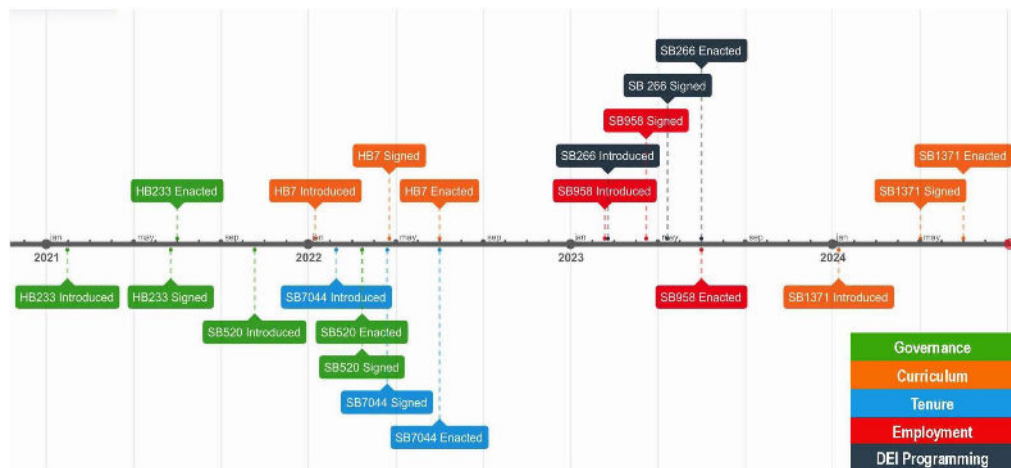 SB266 Enacted
SB 266 Signed
SB958 Signed
HB7 Signed
SB266 Introduced
SB1371 Enacted
HB233 Enacted
HB7 Introduced
HB7 Enacted
SB958 Introduced
SB1371 Signed
jan
may
sep
jan
may
sep
jan
may
sep
jan
may
sep
2021
2022
2023
2024
HB233 Introduced
HB233 Signed
SB7044 Introduced
SB958 Enacted
SB1371 Introduced
SB520 Introduced
SB520 Enacted
SB520 Signed
SB7044 Signed
SB7044 Enacted
Governance
Curriculum
Tenure
Employment
DEI Programming